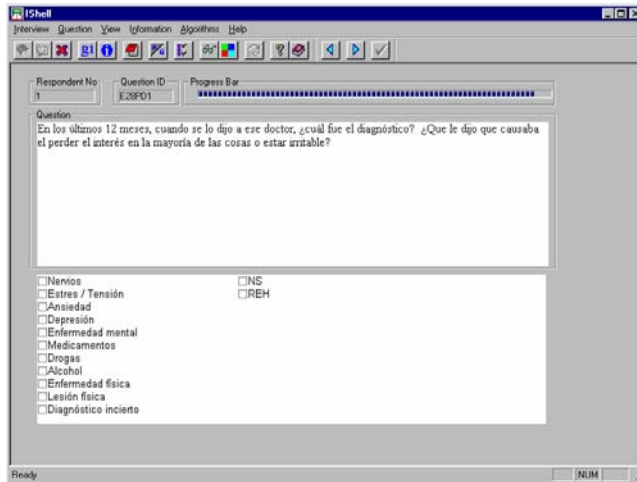 IShell
Interview Question View Information Algorithms Help
Respondent No
1
Question ID
E28PD1
Progress Bar
Question
En los últimos 12 meses, cuando se lo dijo a ese doctor, ¿cuál fue el diagnóstico? ¿Que le dijo que causaba
el perder el interés en la mayoría de las cosas o estar irritable?
Nervios
Estres / Tensión
Ansiedad
Depresión
Enfermedad mental
Medicamentos
Drogas
Alcohol
Enfermedad física
Lesión física
Diagnóstico incierto
NS
REH
Ready
NUM